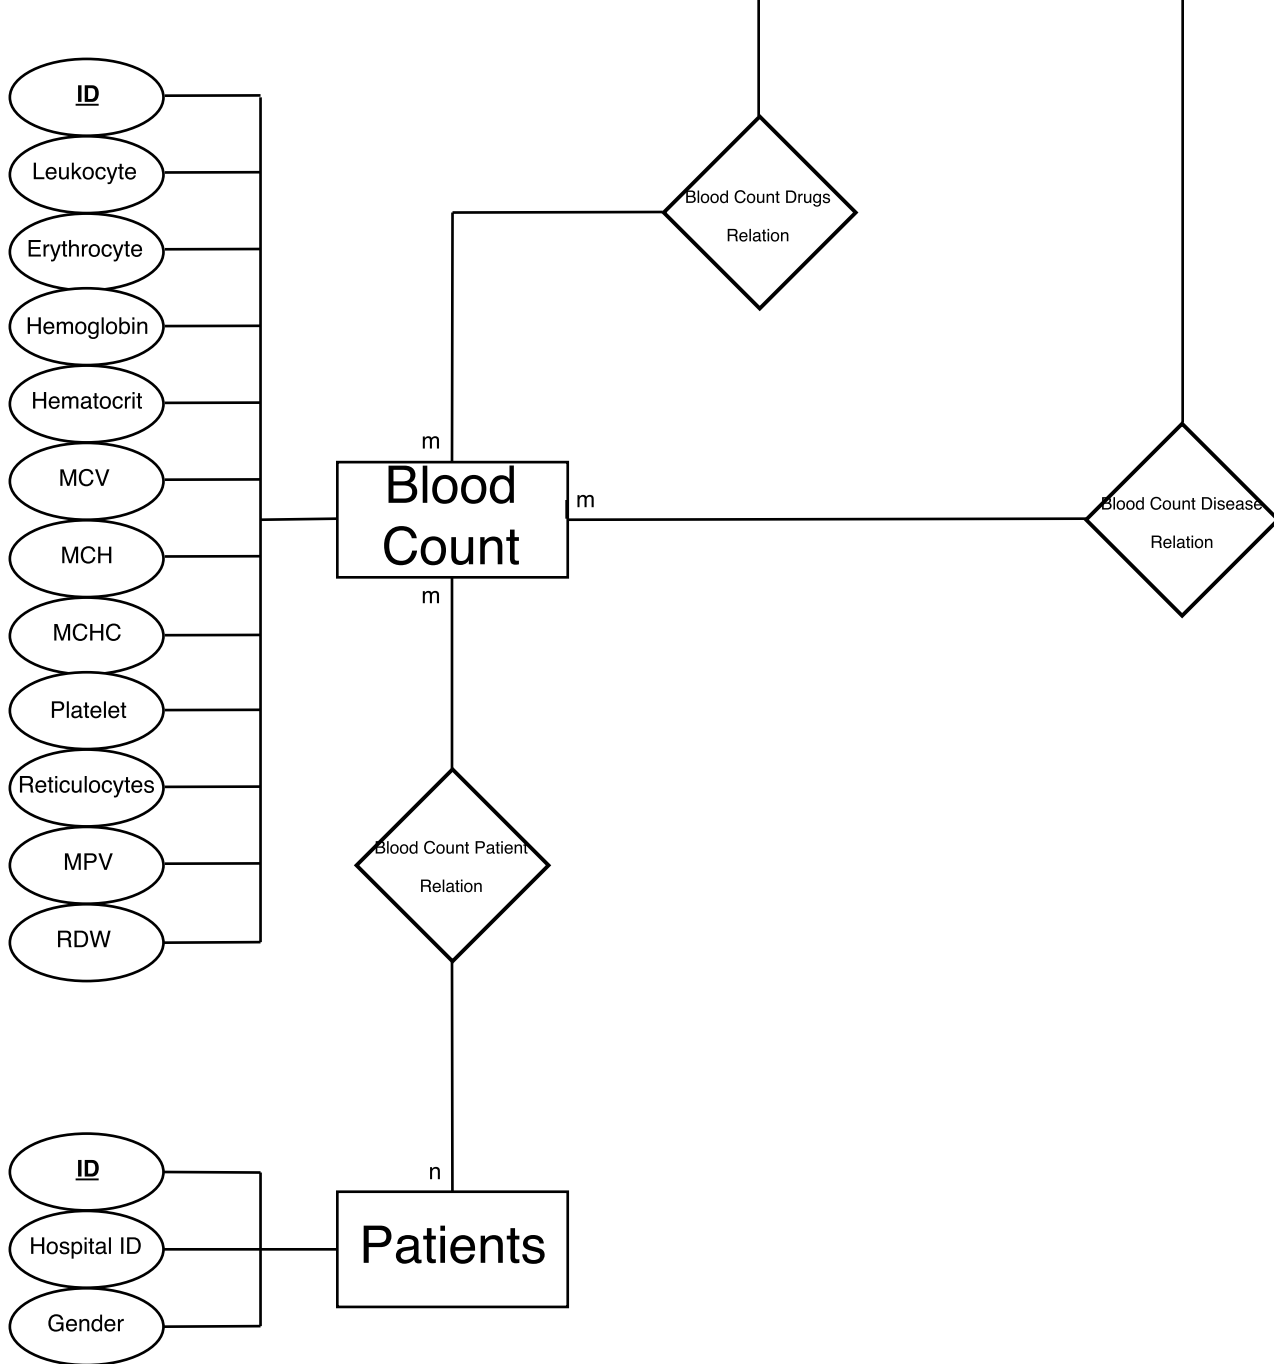 ID
Leukocyte
Erythrocyte
Hemoglobin
Hematocrit
MCV
MCH
MCHC
Platelet
Reticulocytes
MPV
RDW
Blood Count Drugs
Relation
m
Blood
Count
m
m
Blood Count Disease
Relation
Blood Count Patient
Relation
n
Patients
ID
Hospital ID
Gender